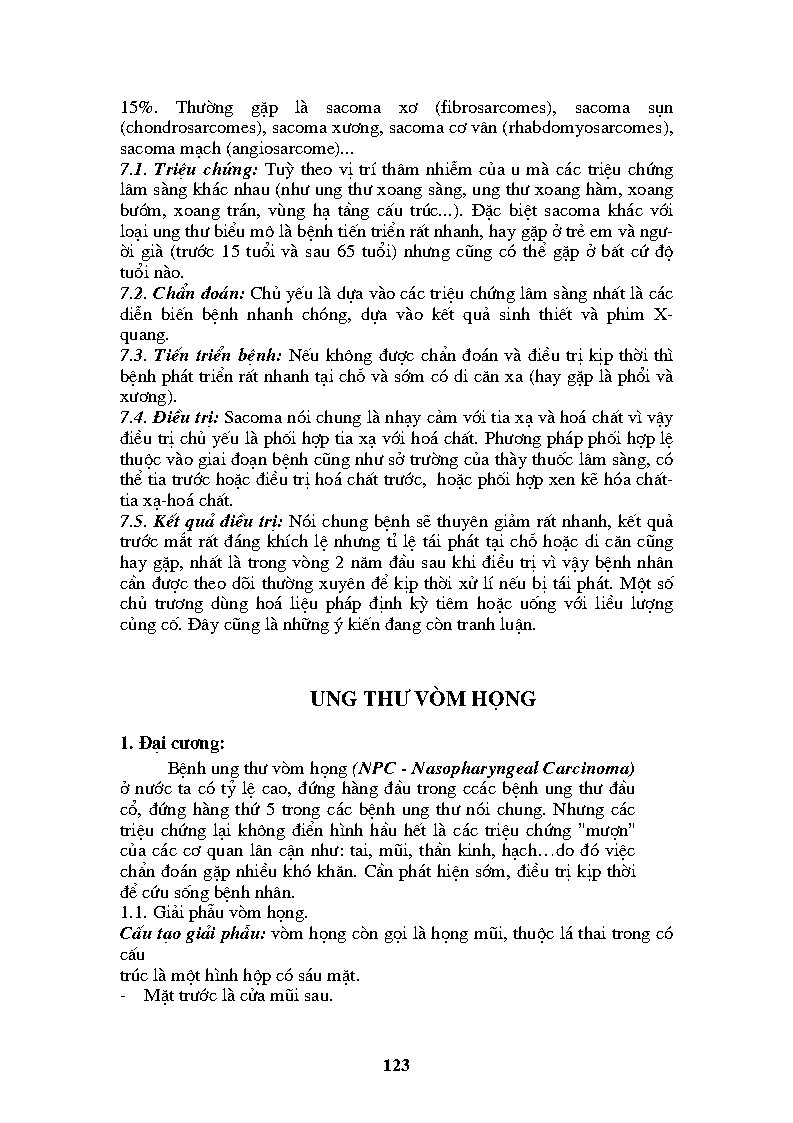 15%. Thường gặp là sacoma xơ (fibrosarcomes), sacoma sụn
(chondrosarcomes), sacoma xương, sacoma cơ vân (rhabdomyosarcomes),
sacoma mạch (angiosarcome)...
7.1. Triệu chứng: Tuỳ theo vị trí thâm nhiễm của u mà các triệu chứng
lâm sàng khác nhau (như ung thư xoang sàng, ung thư xoang hàm, xoang
bướm, xoang trán, vùng hạ tầng cấu trúc...). Đặc biệt sacoma khác với
loại ung thư biểu mô là bệnh tiến triển rất nhanh, hay gặp ở trẻ em và ngư-
ời già (trước 15 tuổi và sau 65 tuổi) nhưng cũng có thể gặp ở bất cứ độ
tuổi nào.
7.2. Chẩn đoán: Chủ yếu là dựa vào các triệu chứng lâm sàng nhất là các
diễn biến bệnh nhanh chóng, dựa vào kết quả sinh thiết và phim X-
quang.
7.3. Tiến triển bệnh: Nếu không được chẩn đoán và điều trị kịp thời thì
bệnh phát triển rất nhanh tại chỗ và sớm có di căn xa (hay gặp là phổi và
xương).
7.4. Điều trị: Sacoma nói chung là nhạy cảm với tia xạ và hoá chất vì vậy
điều trị chủ yếu là phối hợp tia xạ với hoá chất. Phương pháp phối hợp lệ
thuộc vào giai đoạn bệnh cũng như sở trường của thày thuốc lâm sàng, có
thể tia trước hoặc điều trị hoá chất trước, hoặc phối hợp xen kẽ hóa chất-
tia xạ-hoá chất.
7.5. Kết quả điều trị: Nói chung bệnh sẽ thuyên giảm rất nhanh, kết quả
trước mắt rất đáng khích lệ nhưng tỉ lệ tái phát tại chỗ hoặc di căn cũng
hay gặp, nhất là trong vòng 2 năm đầu sau khi điều trị vì vậy bệnh nhân
cần được theo dõi thường xuyên để kịp thời xử lí nếu bị tái phát. Một số
chủ trương dùng hoá liệu pháp định kỳ tiêm hoặc uống với liều lượng
củng cố. Đây cũng là những ý kiến đang còn tranh luận.
UNG THƯ VÒM HỌNG
1. Đại cương:
Bệnh ung thư vòm họng (NPC - Nasopharyngeal Carcinoma)
ở nước ta có tỷ lệ cao, đứng hàng đầu trong ccác bệnh ung thư đầu
cổ, đứng hàng thứ 5 trong các bệnh ung thư nói chung. Nhưng các
triệu chứng lại không điển hình hầu hết là các triệu chứng "mượn"
của các cơ quan lân cận như: tai, mũi, thần kinh, hạch…do đó việc
chẩn đoán gặp nhiều khó khăn. Cần phát hiện sớm, điều trị kịp thời
để cứu sống bệnh nhân.
1.1. Giải phẫu vòm họng.
Cấu tạo giải phẫu: vòm họng còn gọi là họng mũi, thuộc lá thai trong có
cấu
trúc là một hình hộp có sáu mặt.
- Mặt trước là cửa mũi sau.
123